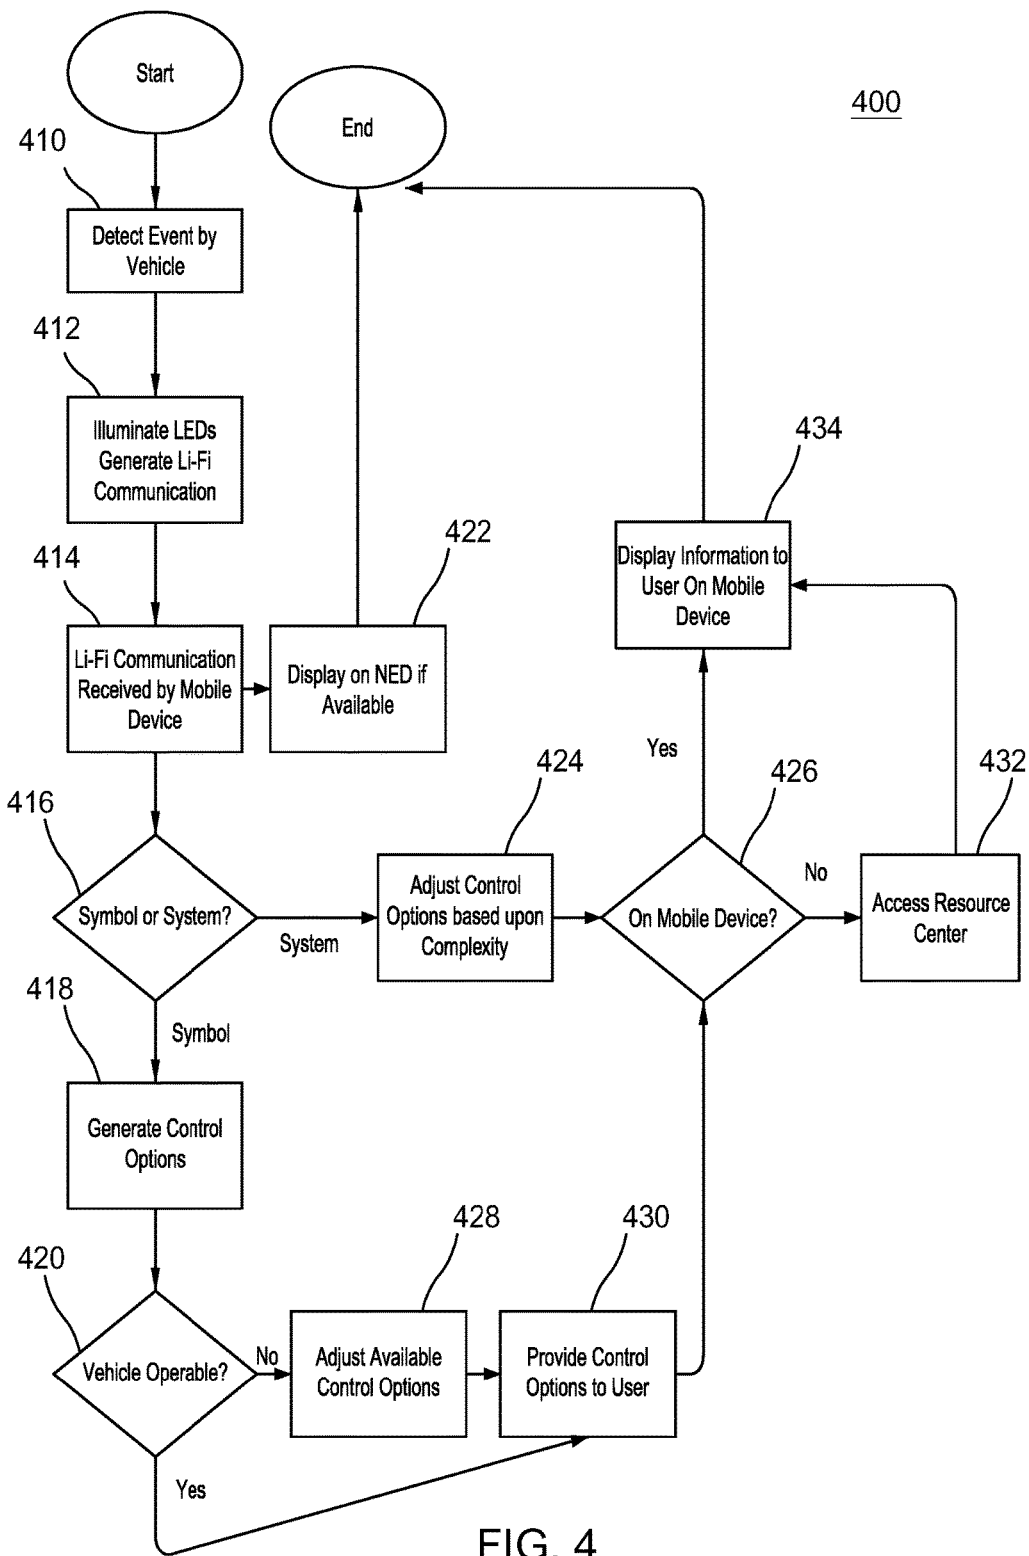 Start
End
400
410
Detect Event by
Vehicle
412
Illuminate LEDs
Generate Li-Fi
Communication
434
422
414
Display Information to
User On Mobile
Device
Li-Fi Communication
Received by Mobile
Device
Display on NED if
Available
Yes
424
426
432
416
No
Symbol or System?
System
Adjust Control
Options based upon
Complexity
On Mobile Device?
Access Resource
Center
418
Symbol
Generate Control
Options
420
428
430
Vehicle Operable?
No
Adjust Available
Control Options
Provide Control
Options to User
Yes
FIG. 4